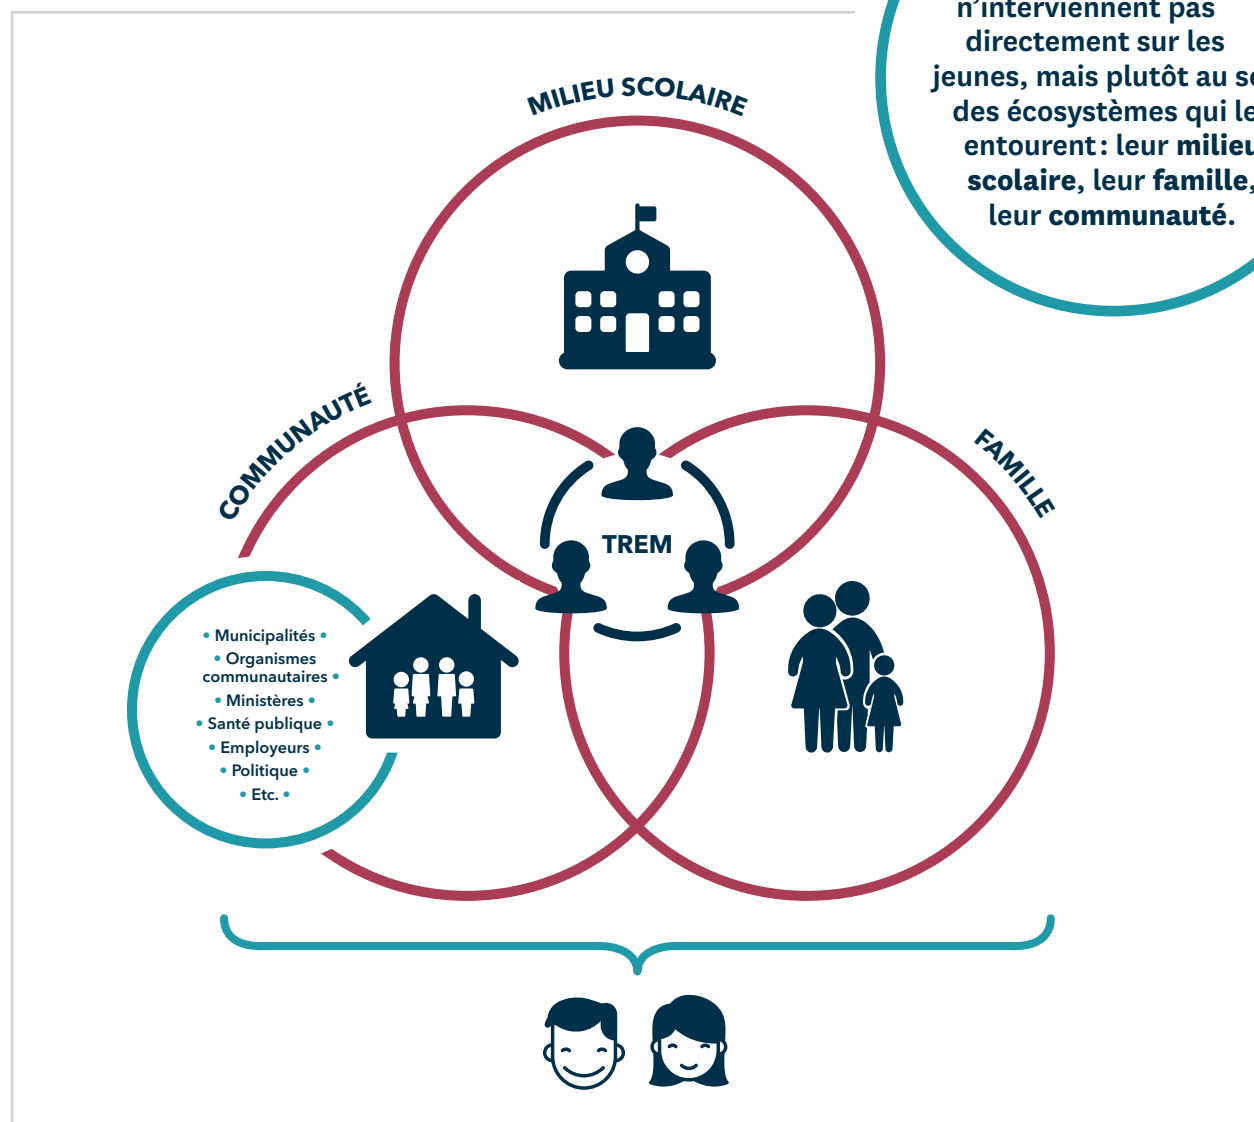 n'interviennent pas
directement sur les
jeunes, mais plutôt au
des écosystèmes qui
entourent : leur milieu
scolaire, leur famille,
leur communauté.
MILIEU SCOLAIRE
COMMUNAUTÉ
FAMILLE
TREM
• Municipalités •
• Organismes
communautaires •
• Ministères •
• Santé publique •
• Employeurs •
• Politique •
• Etc. •